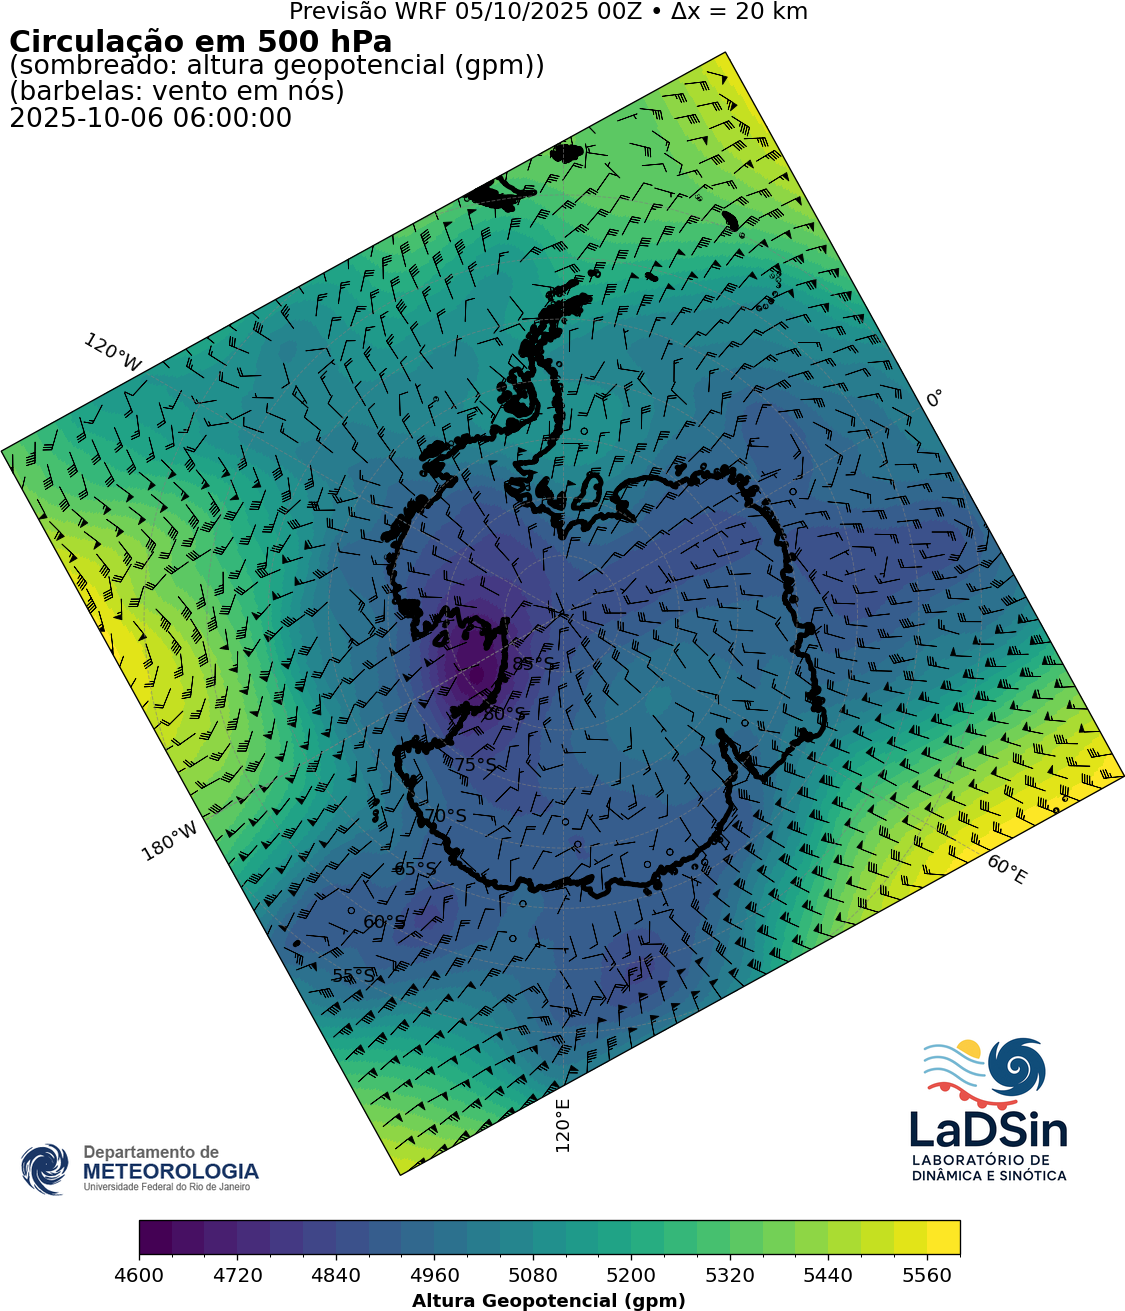 Previsão WRF 05/10/2025 00Z • Δx = 20 km
Circulação em 500 hPa
(sombreado: altura geopotencial (gpm))
(barbelas: vento em nós)
2025-10-06 06:00:00
120°W
0°
85°S
80°S
75°S
70°S
180°W
65°S
60°E
60°S
55°S
120°E
LaDSin
LABORATÓRIO DE
DINÂMICA E SINÓTICA
Departamento de
METEOROLOGIA
Universidade Federal do Rio de Janeiro
4600 4720 4840 4960 5080 5200 5320 5440 5560
Altura Geopotencial (gpm)